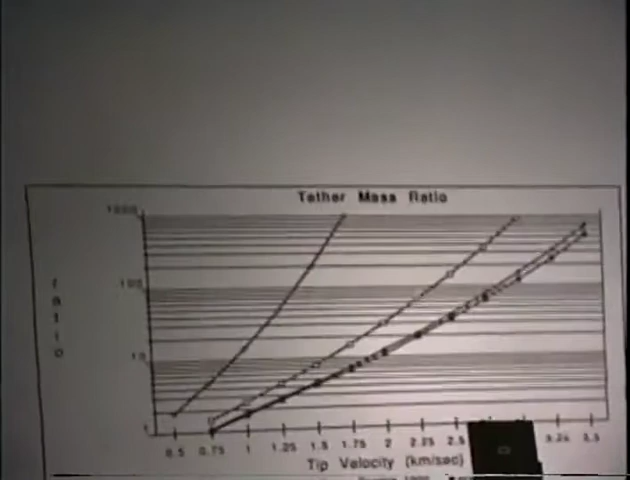 Tether Mass Ratio
1000
100
10
1
ratio
0.5 0.75 1 1.25 1.5 1.75 2 2.25 2.5 3.25 3.5
Tip Velocity (km/sec)